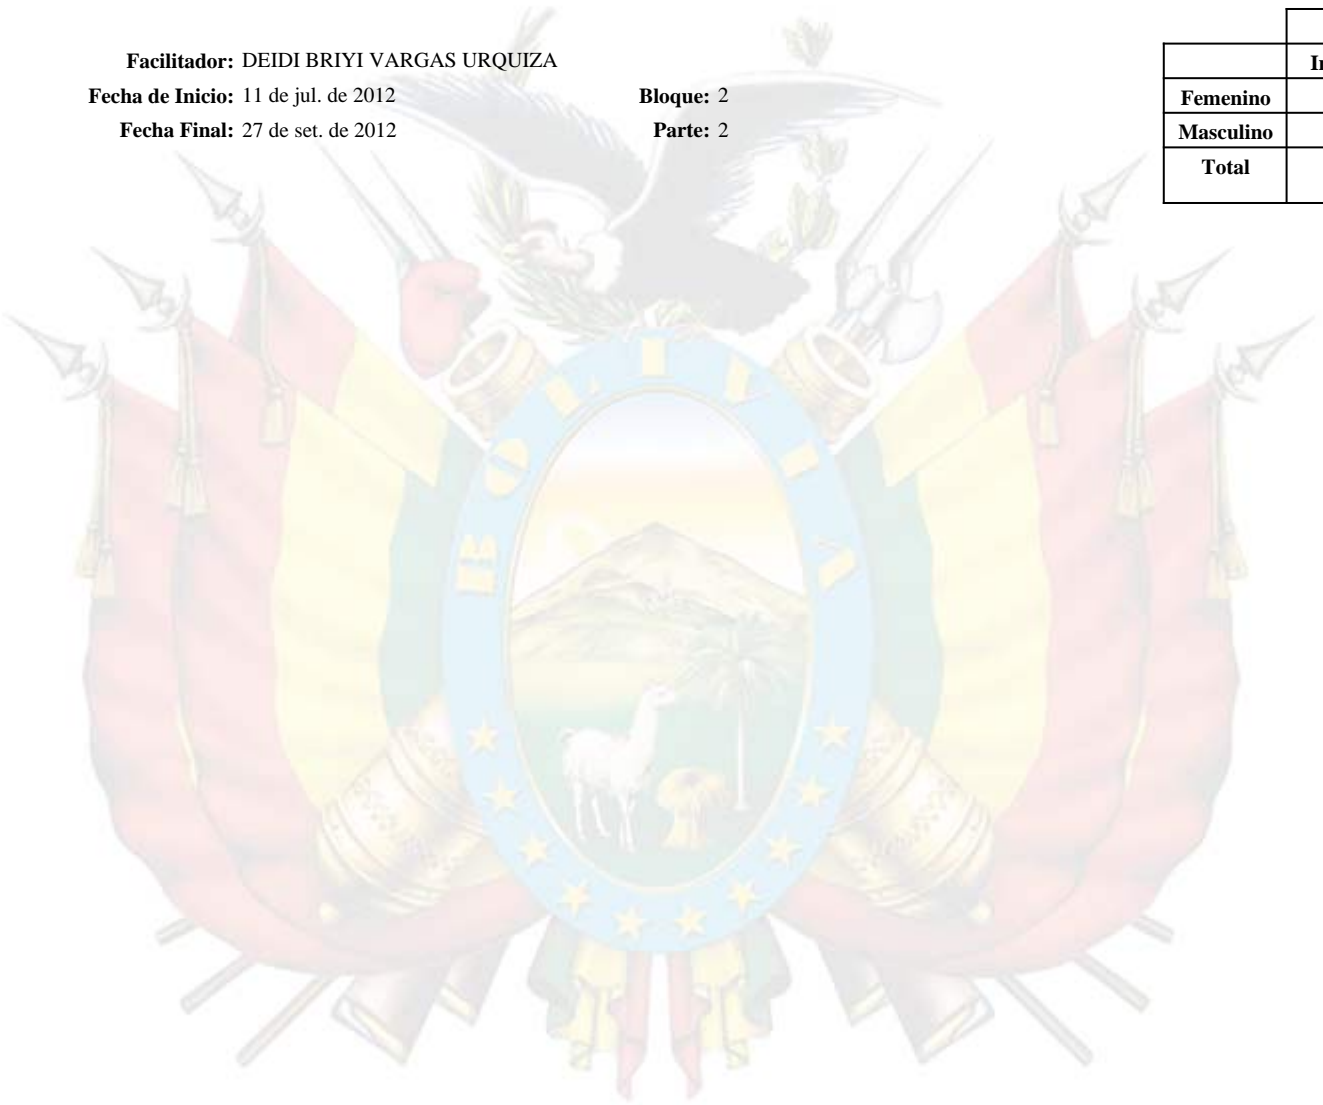 Facilitador: DEIDI BRIYI VARGAS URQUIZA
Fecha de Inicio: 11 de jul. de 2012 Bloque: 2
Fecha Final: 27 de set. de 2012 Parte: 2
Femenino
Masculino
Total
BOLIVIA